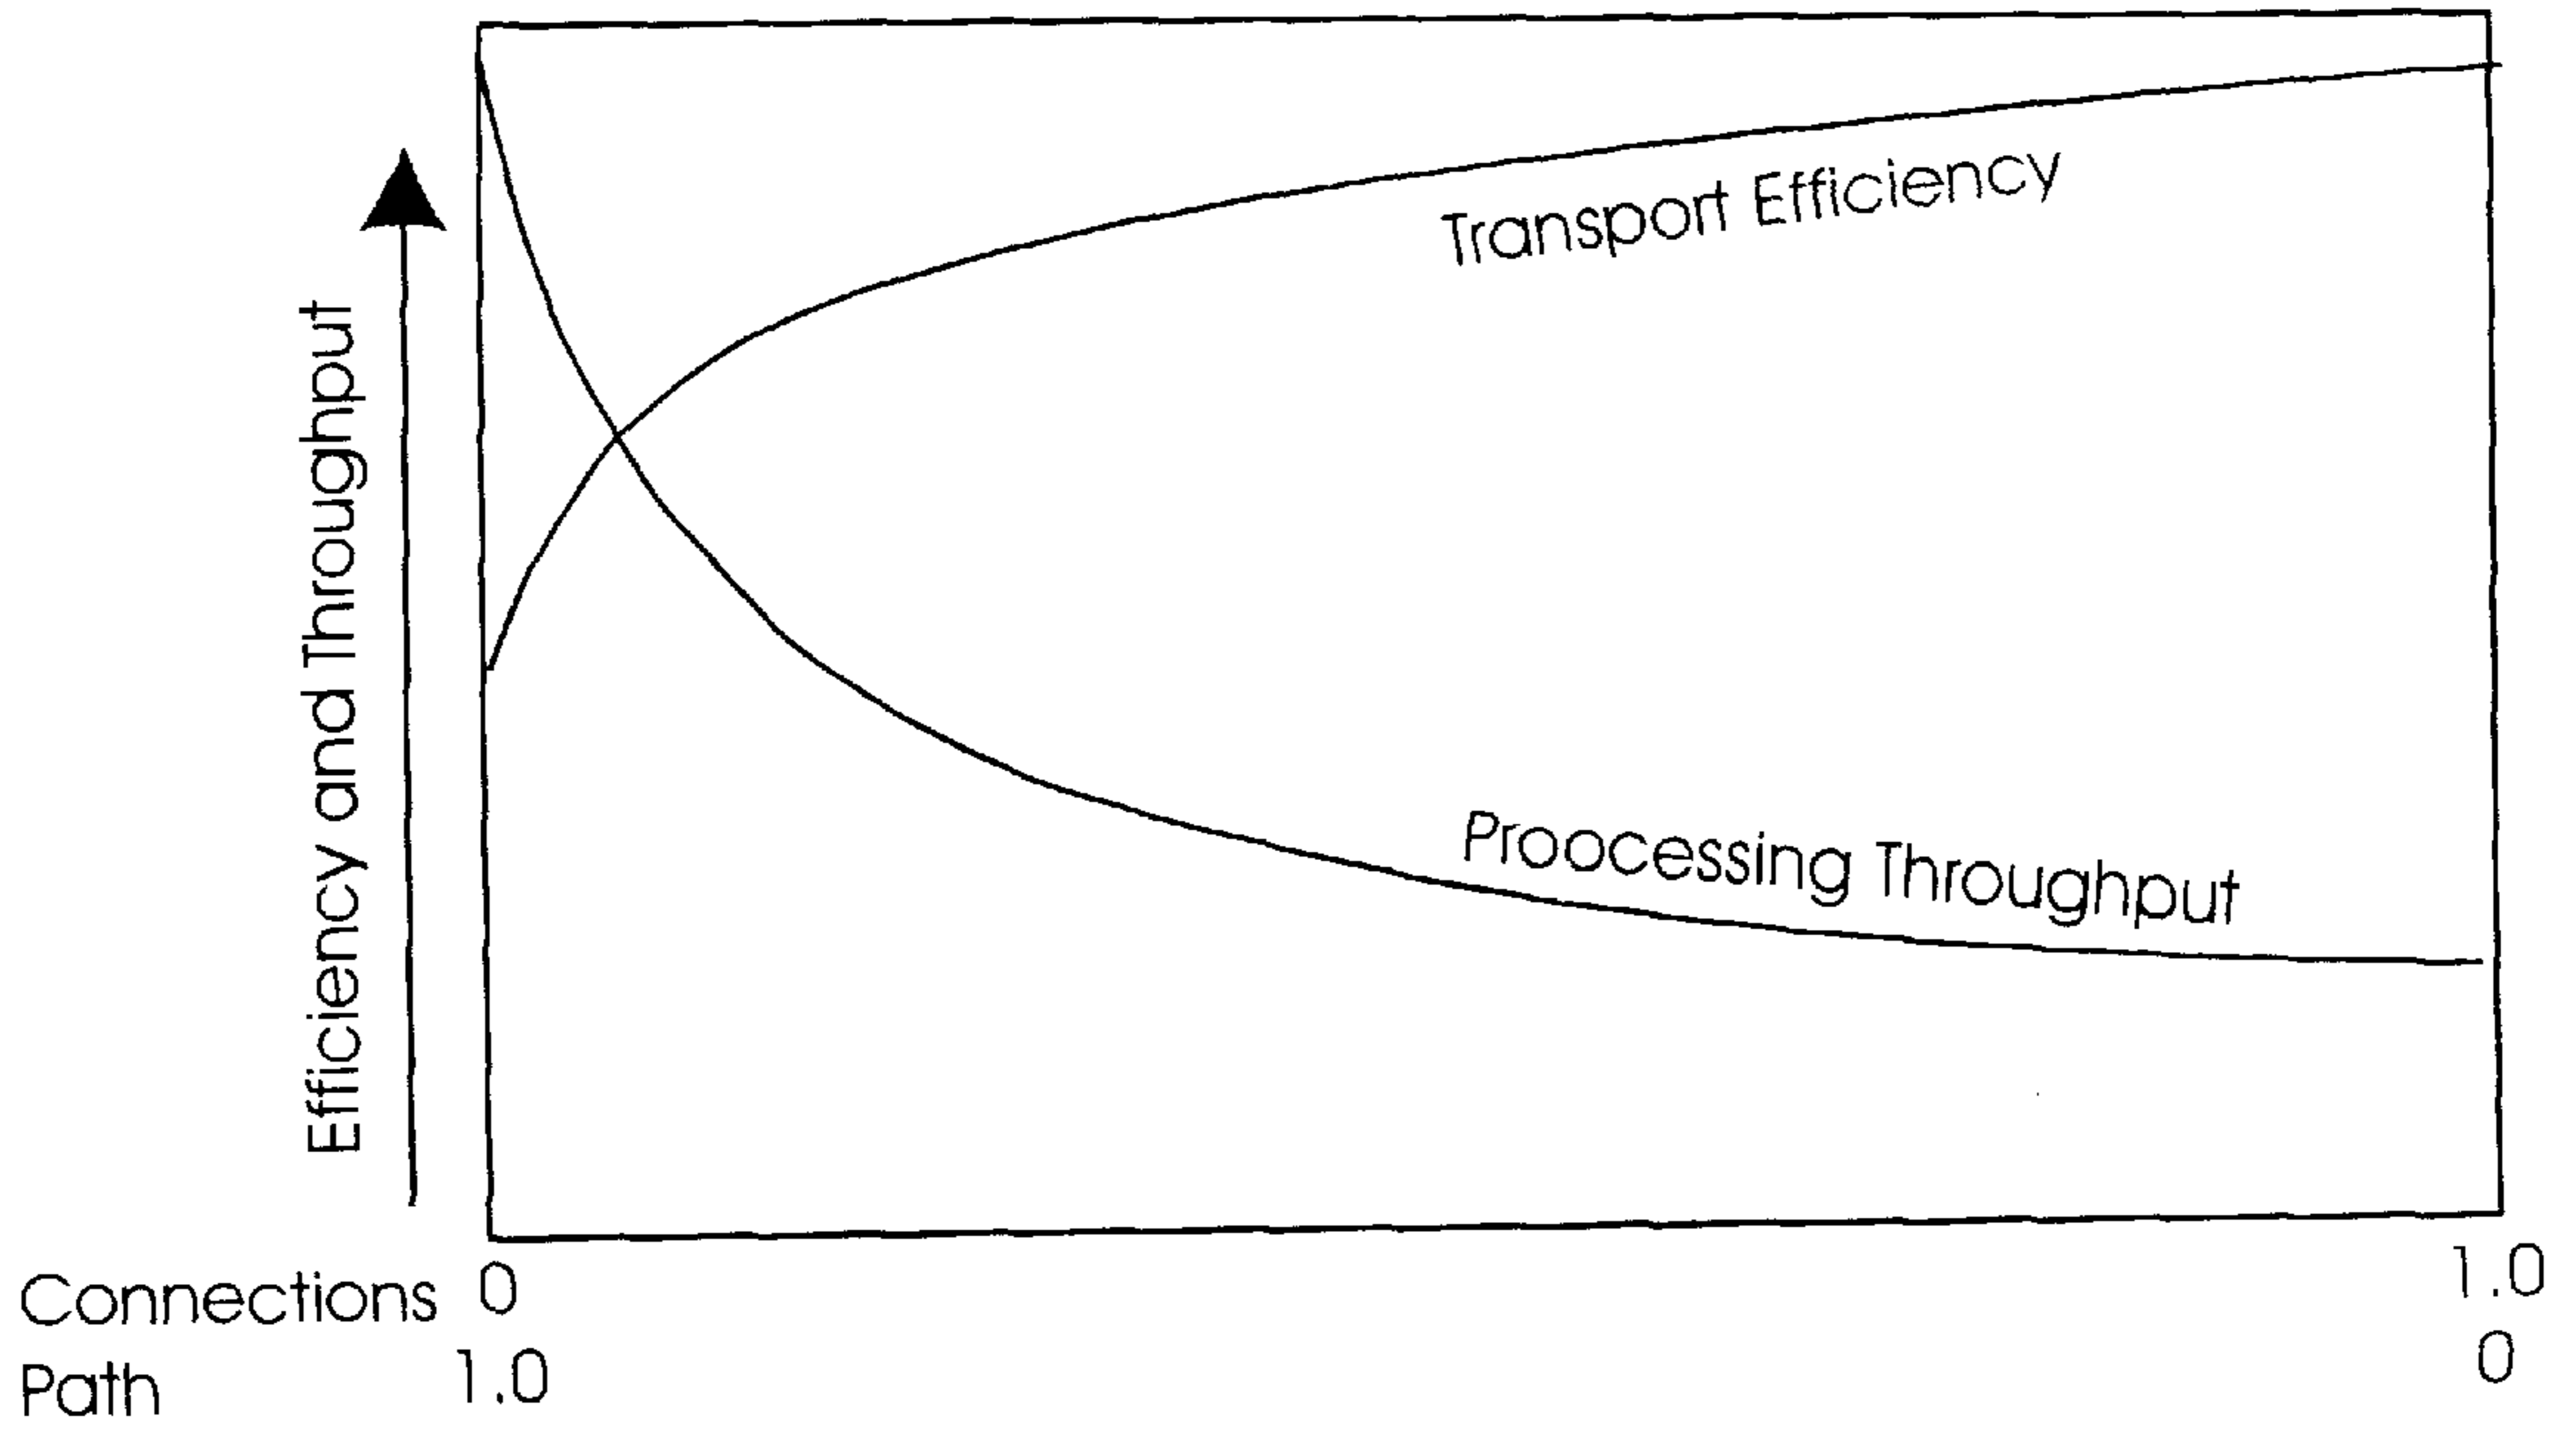 Efficiency and Throughput
Transport Efficiency
Proocessing Throughput
Connections 0 1.0
Path 1.0 0